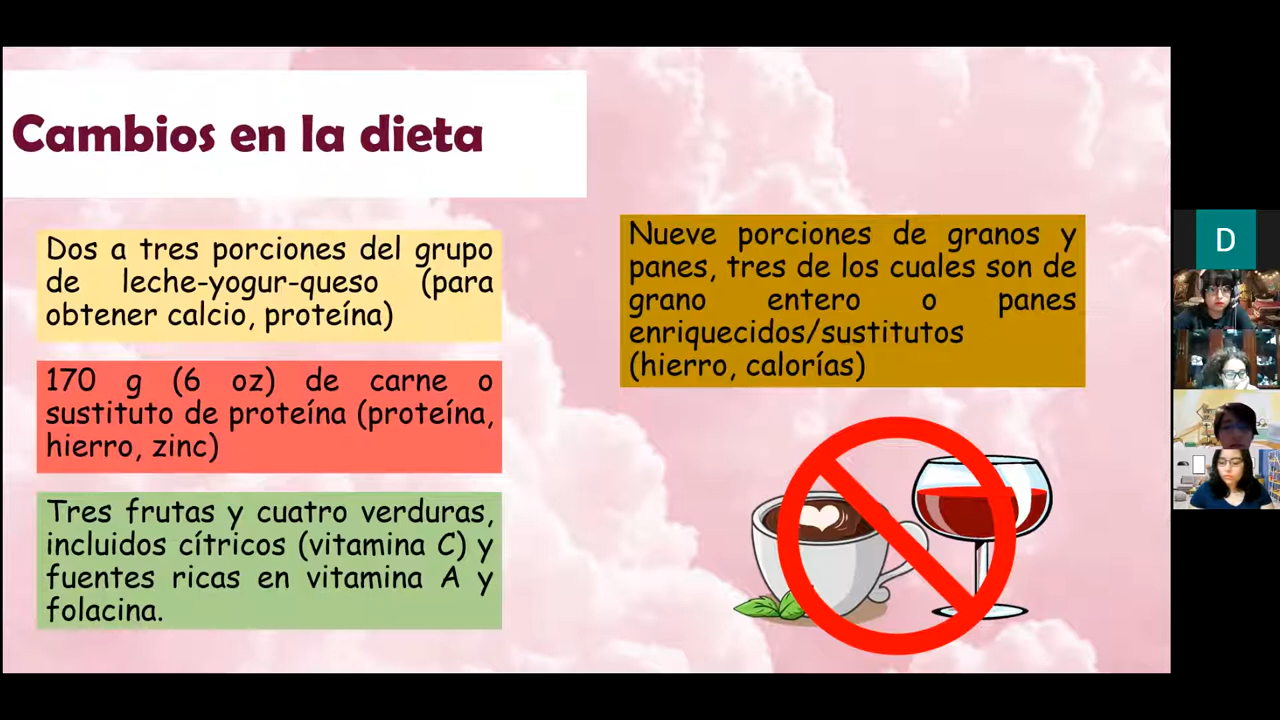 Cambios en la dieta
Dos a tres porciones del grupo
de leche-yogur-queso (para
obtener calcio, proteína)
170 g (6 oz) de carne o
sustituto de proteína (proteína,
hierro, zinc)
Tres frutas y cuatro verduras,
incluidos cítricos (vitamina C) y
fuentes ricas en vitamina A y
folacina.
Nueve porciones de granos y
panes, tres de los cuales son de
grano entero o panes
enriquecidos/sustitutos
(hierro, calorías)
D